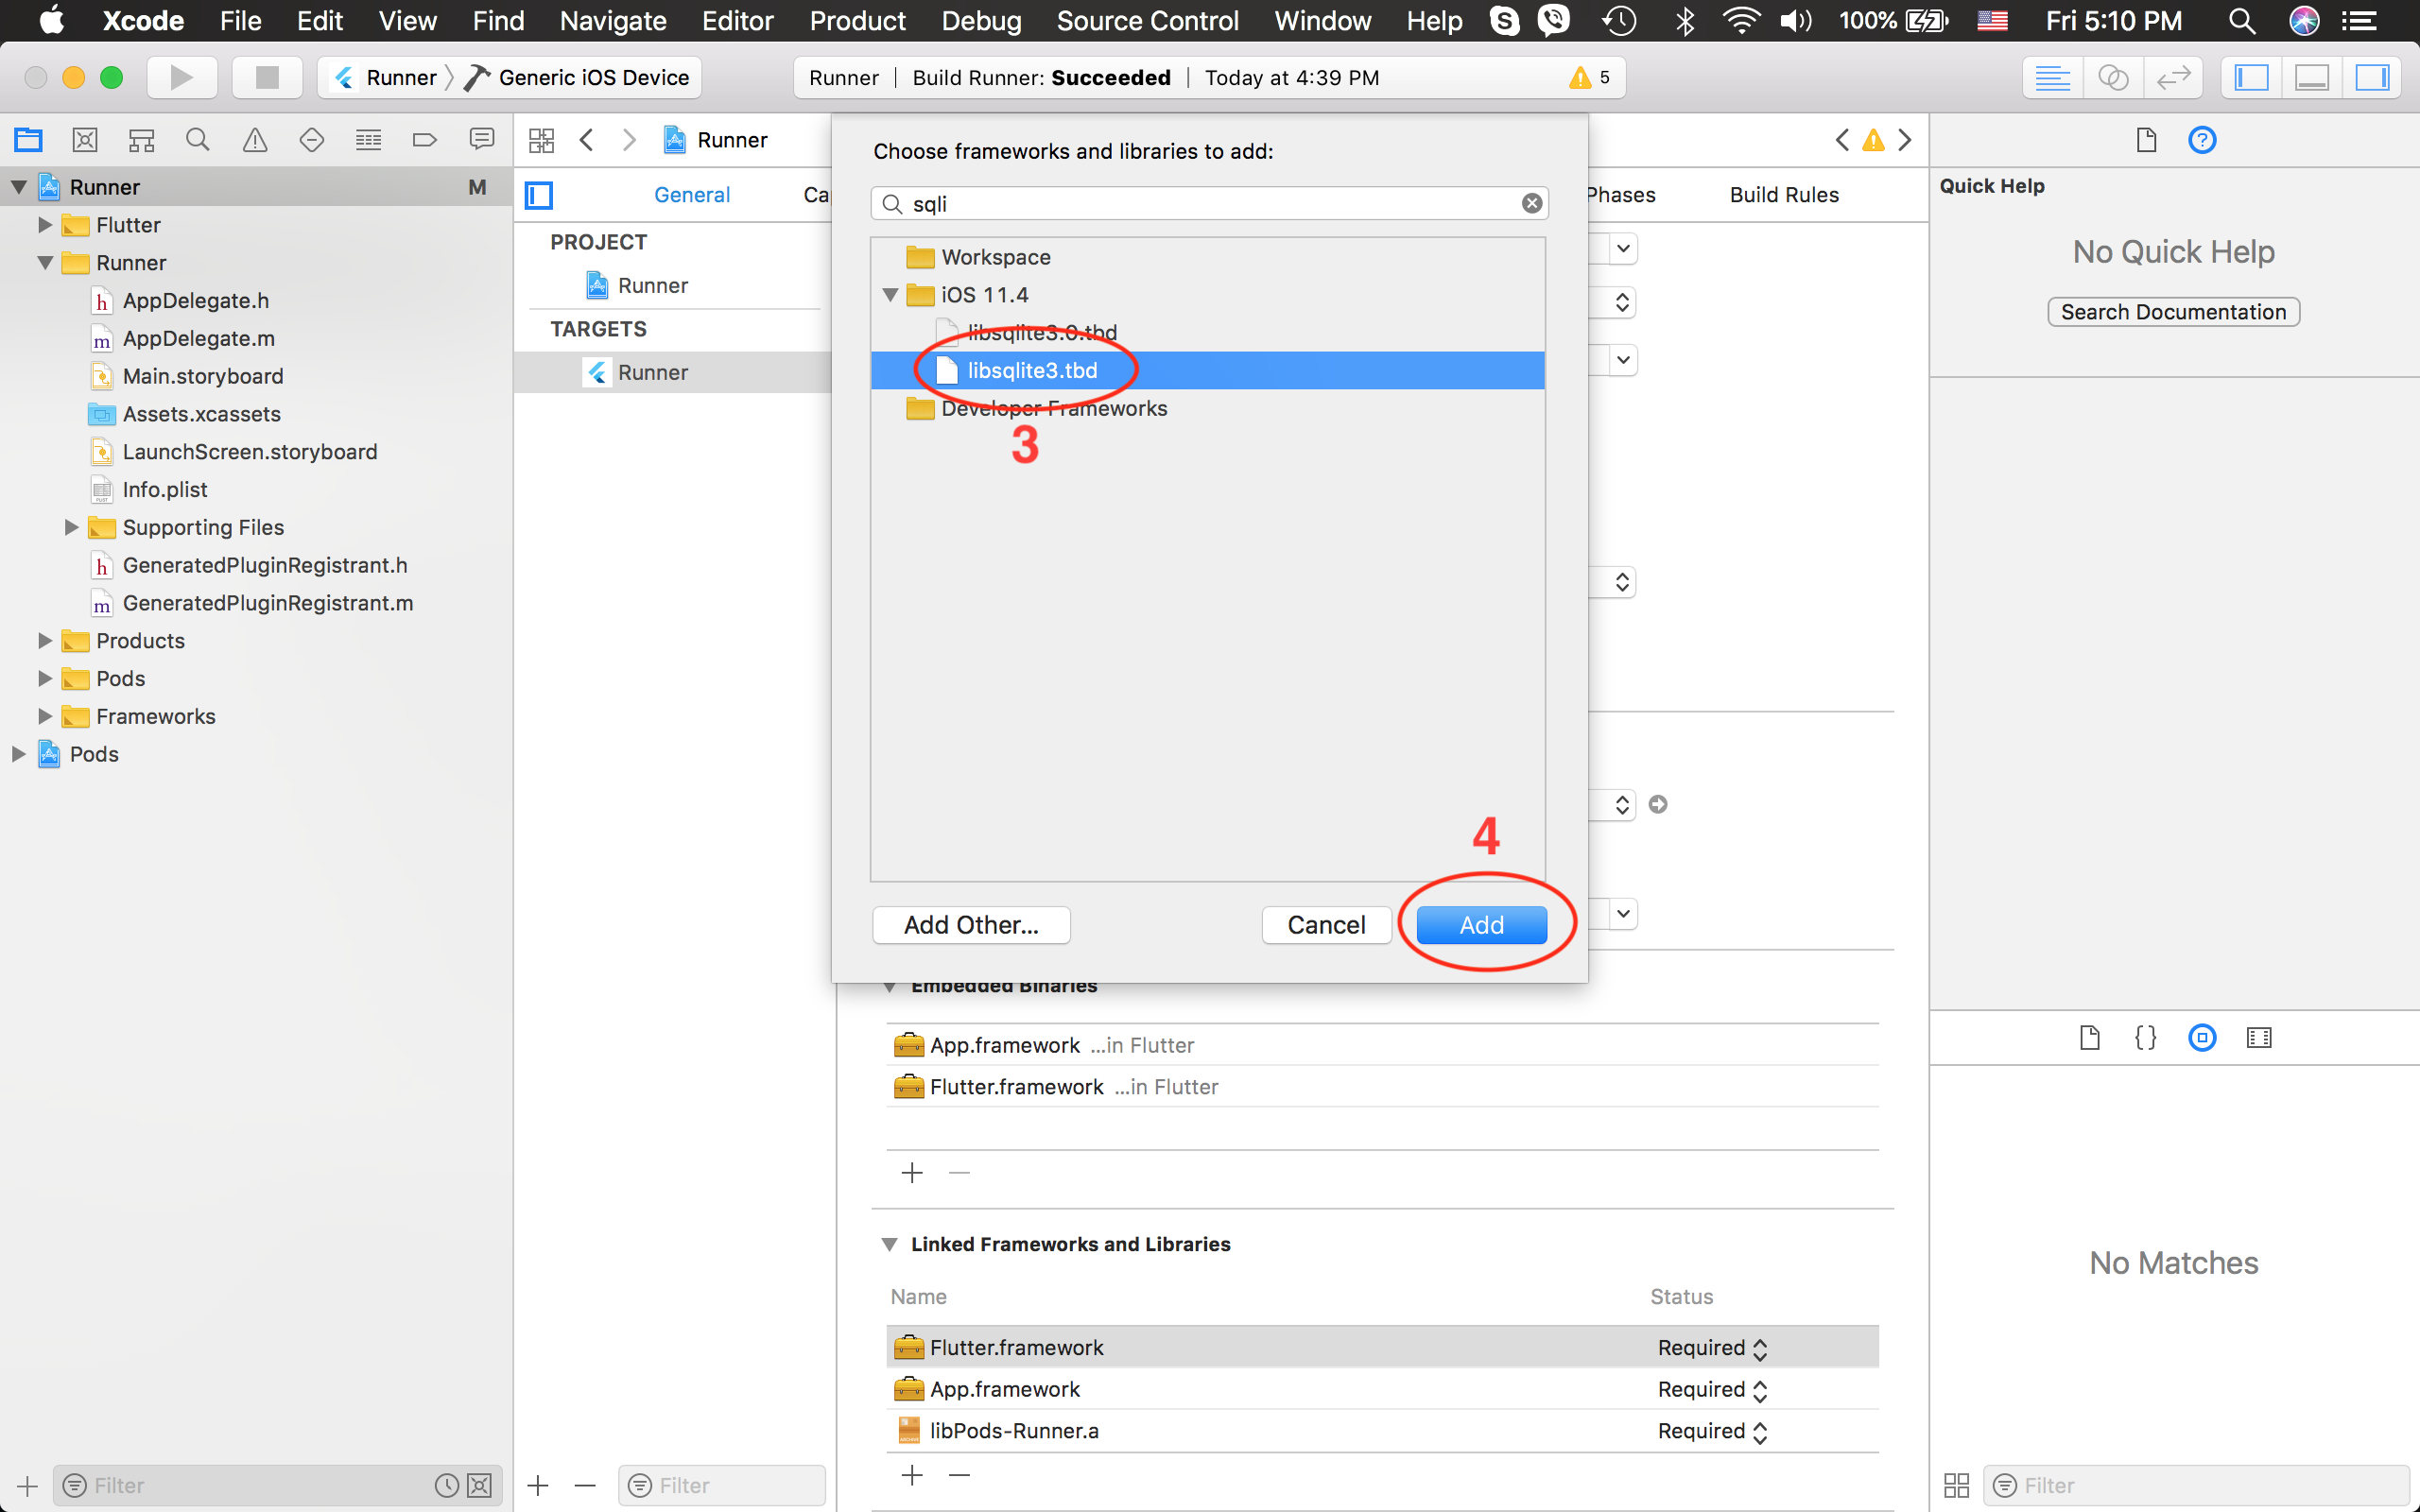 Xcode File Edit View Find Navigate Editor Product Debug Source Control Window Help 100% Fri 5:10 PM
Runner Generic iOS Device
Runner | Build Runner: Succeeded | Today at 4:39 PM 5
Runner M
Flutter
Runner
AppDelegate.h
AppDelegate.m
Main.storyboard
Assets.xcassets
LaunchScreen.storyboard
Info.plist
Supporting Files
GeneratedPluginRegistrant.h
GeneratedPluginRegistrant.m
Products
Pods
Frameworks
Pods
Filter
Runner
General Ca
Phases Build Rules
PROJECT
Runner
TARGETS
Runner
Filter
Choose frameworks and libraries to add:
sqli
Workspace
iOS 11.4
libsqlite3.0.tbd
libsqlite3.tbd
Developer Frameworks
3
4
Add Other... Cancel Add
Embedded Binaries
App.framework ...in Flutter
Flutter.framework ...in Flutter
Linked Frameworks and Libraries
Name Status
Flutter.framework Required
App.framework Required
libPods-Runner.a Required
Quick Help
No Quick Help
Search Documentation
No Matches
Filter